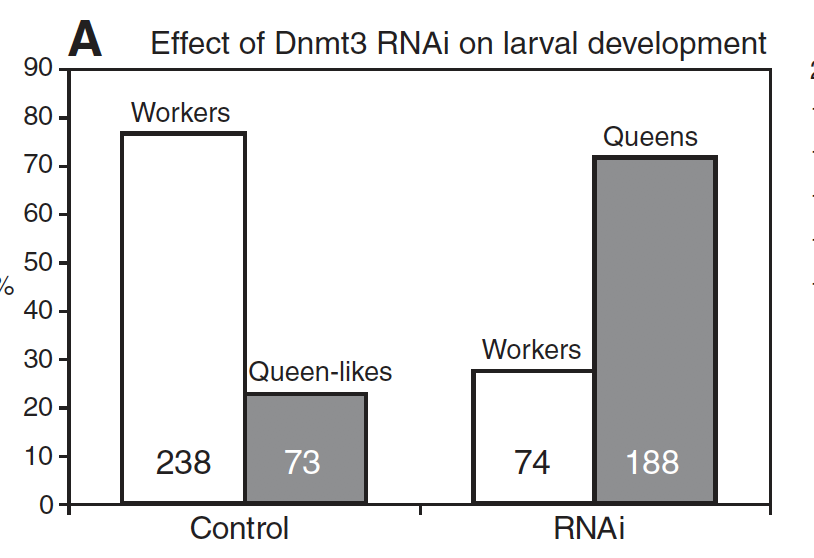 A Effect of Dnmt3 RNAi on larval development
90
80
70
60
50
%
40
30
20
10
0
Workers
Queen-likes
Workers
Queens
238
73
74
188
Control
RNAi